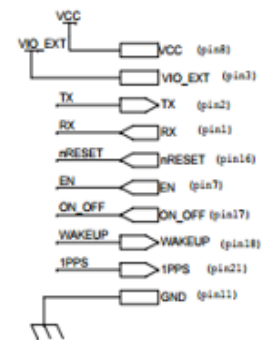 VCC
VIO_EXT
VCC (pin8)
VIO_EXT (pin3)
TX TX (pin2)
RX RX (pin1)
nRESET nRESET (pin16)
EN EN (pin7)
ON_OFF ON_OFF (pin17)
WAKEUP WAKEUP (pin18)
1PPS 1PPS (pin21)
GND (pin11)